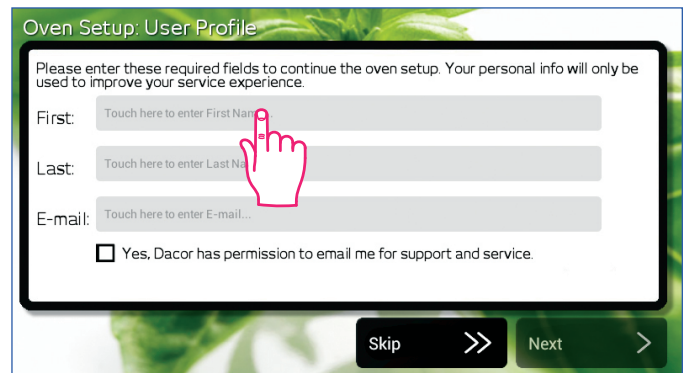 Oven Setup: User Profile
Please enter these required fields to continue the oven setup. Your personal info will only be
used to improve your service experience.
First:
Touch here to enter First Nam...
Last:
Touch here to enter Last Na
E-mail:
Touch here to enter E-mail...
Yes, Dacor has permission to email me for support and service.
Skip
Next